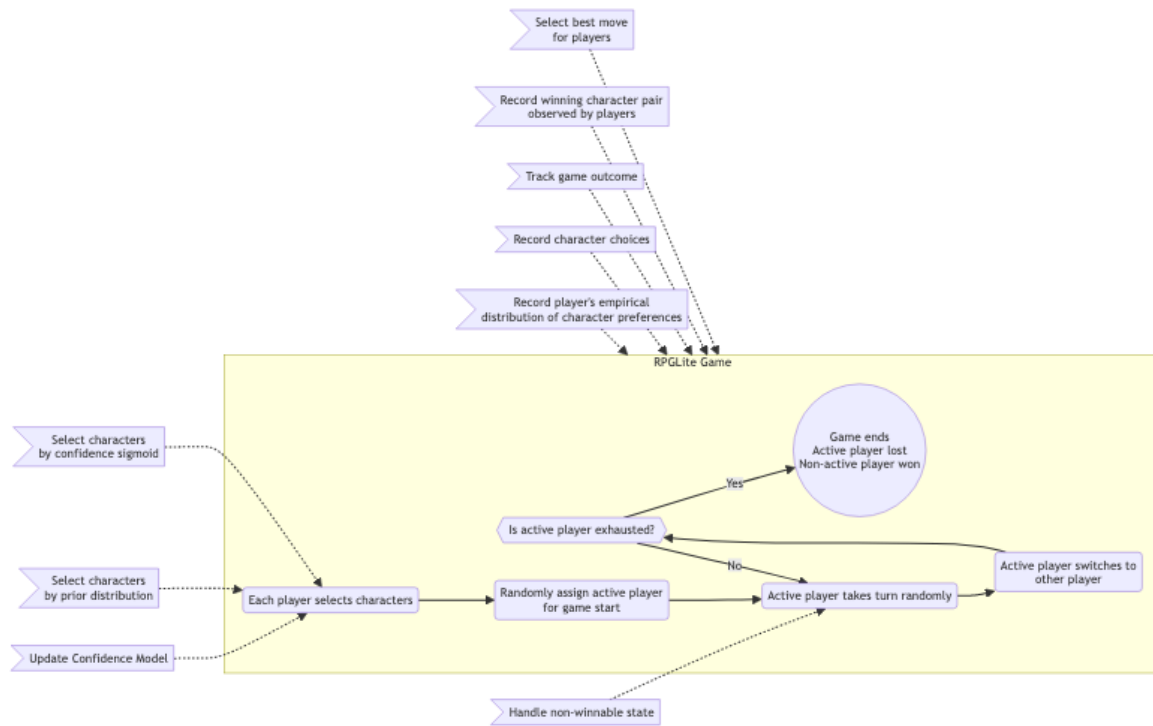 Select best move
for players
Record winning character pair
observed by players
Track game outcome
Record character choices
Record player's empirical
distribution of character preferences
RPGLite Game
Game ends
Active player lost
Non-active player won
Select characters
by confidence sigmoid
Yes
Is active player exhausted?
No
Active player switches to
other player
Select characters
by prior distribution
Each player selects characters
Randomly assign active player
for game start
Active player takes turn randomly
Update Confidence Model
Handle non-winnable state